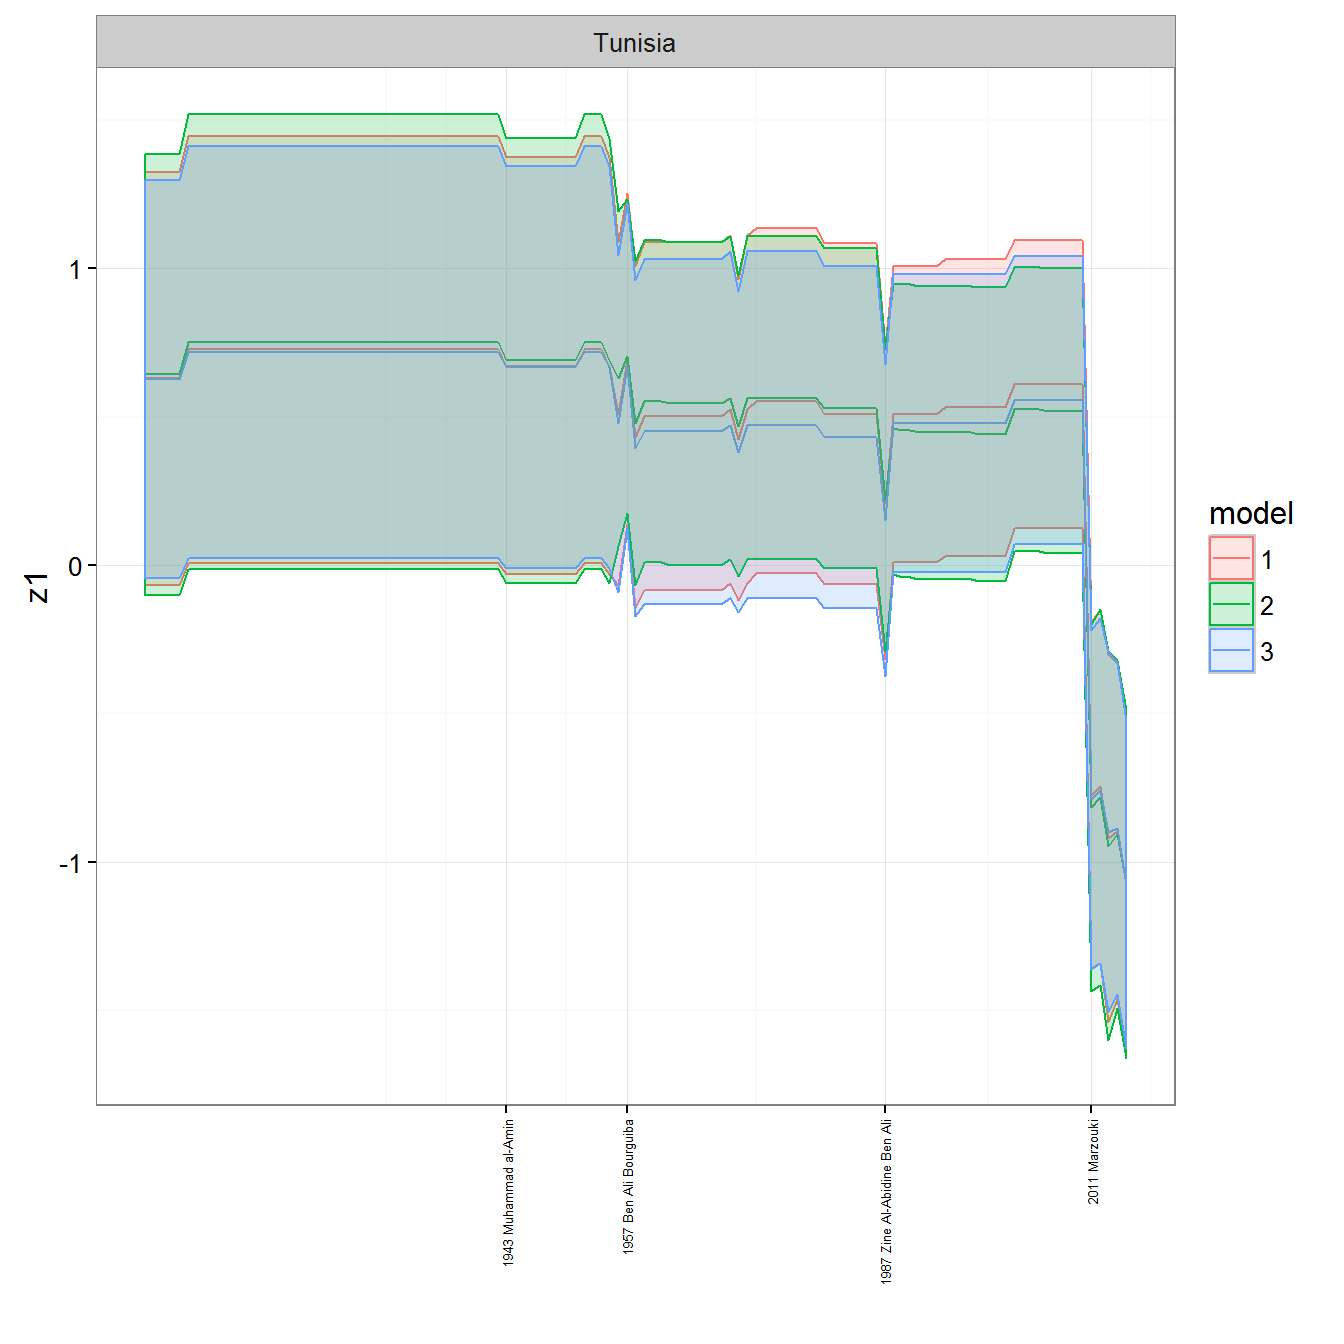 Tunisia
1
0
-1
z1
1943 Muhammad al-Amin
1957 Ben Ali Bourguiba
1987 Zine Al-Abidine Ben Ali
2011 Marzouki
model
1
2
3